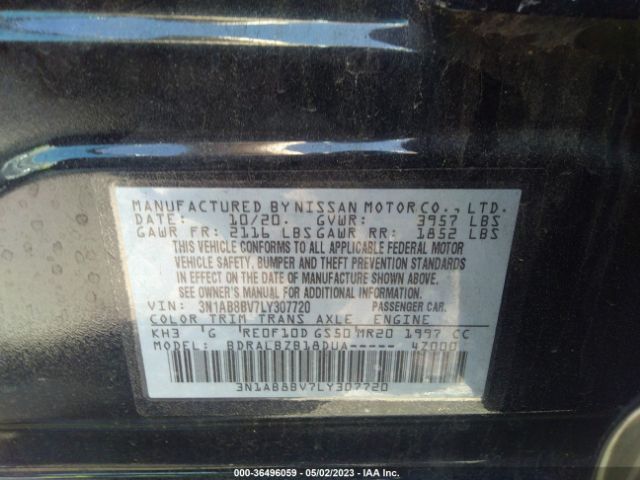 MANUFACTURED BY NISSAN MOTOR CO., LTD.
DATE: 10/20. GVWR: 3957 LBS
GAWR FR: 2116 LBS GAWR RR: 1852 LBS
THIS VEHICLE CONFORMS TO ALL APPLICABLE FEDERAL MOTOR
VEHICLE SAFETY, BUMPER AND THEFT PREVENTION STANDARDS
IN EFFECT ON THE DATE OF MANUFACTURE SHOWN ABOVE.
SEE OWNER'S MANUAL FOR ADDITIONAL INFORMATION.
VIN: 3N1AB8BV7LY307720 PASSENGER CAR.
COLOR TRIM TRANS AXLE ENGINE
KH3 'G 'RE0F10D GS50 MR20 1997 CC
MODEL: BDRALBZB18DUA----- 4Z000
3N1AB8BV7LY307720
000-36496059 - 05/02/2023 - IAA Inc.